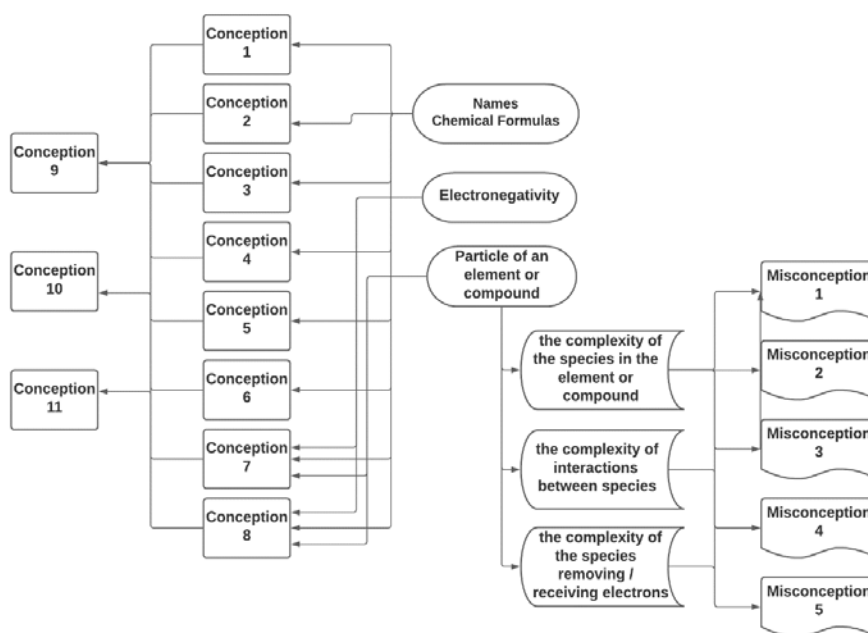 Conception
1
Conception
2
Conception
3
Conception
4
Conception
5
Conception
6
Conception
7
Conception
8
Conception
9
Conception
10
Conception
11
Names
Chemical Formulas
Electronegativity
Particle of an
element or
compound
the complexity of
the species in the
element or
compound
the complexity of
interactions
between species
the complexity of
the species
removing /
receiving electrons
Misconception
1
Misconception
2
Misconception
3
Misconception
4
Misconception
5